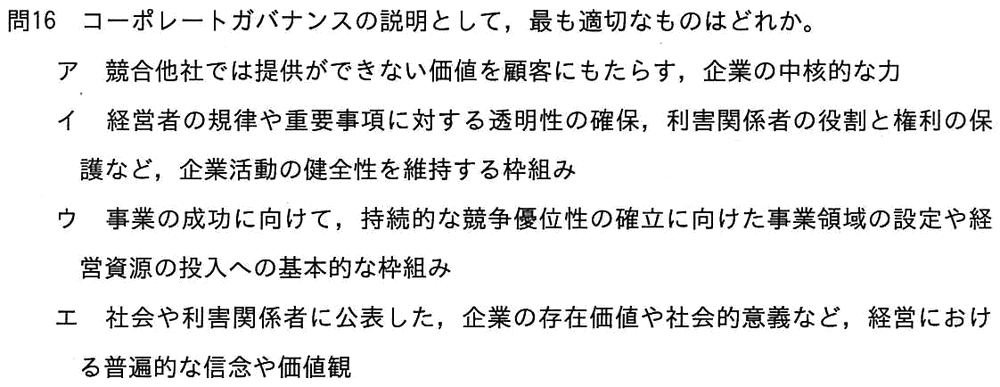 問16　コーポレートガバナンスの説明として，最も適切なものはどれか。
ア　競合他社では提供ができない価値を顧客にもたらす，企業の中核的な力
イ　経営者の規律や重要事項に対する透明性の確保，利害関係者の役割と権利の保
護など，企業活動の健全性を維持する枠組み
ウ　事業の成功に向けて，持続的な競争優位性の確立に向けた事業領域の設定や経
営資源の投入への基本的な枠組み
エ　社会や利害関係者に公表した，企業の存在価値や社会的意義など，経営におけ
る普遍的な信念や価値観